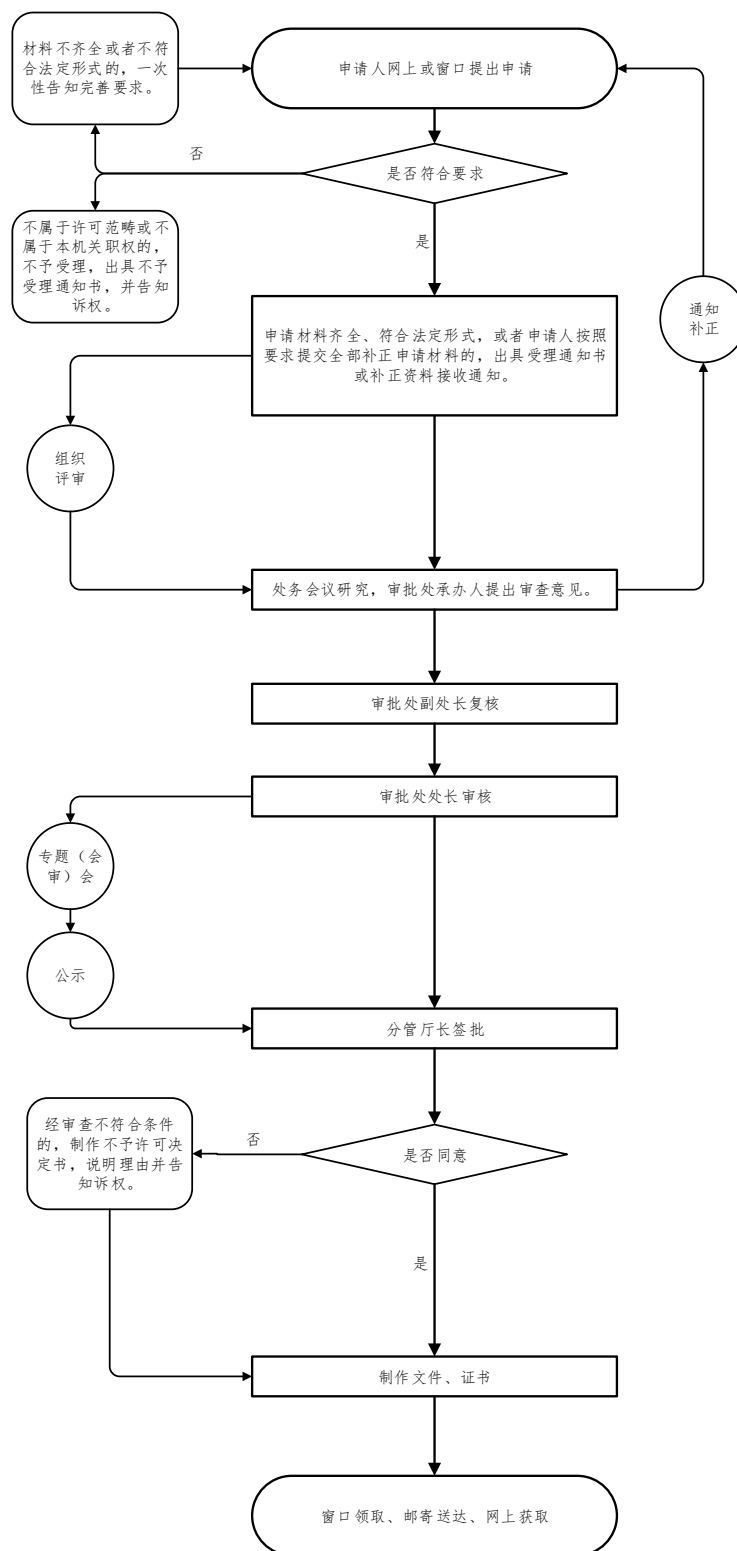 材料不齐全或者不符
合法定形式的，一次
性告知完善要求。
申请人网上或窗口提出申请
否
是否符合要求
不属于许可范畴或不
属于本机关职权的，
不予受理，出具不予
受理通知书，并告知
诉权。
是
申请材料齐全、符合法定形式，或者申请人按照
要求提交全部补正申请材料的，出具受理通知书
或补正资料接收通知。
通知
补正
组织
评审
处务会议研究，审批处承办人提出审查意见。
审批处副处长复核
审批处处长审核
专题（会
审）会
公示
分管厅长签批
经审查不符合条件
的，制作不予许可决
定书，说明理由并告
知诉权。
否
是否同意
是
制作文件、证书
窗口领取、邮寄送达、网上获取